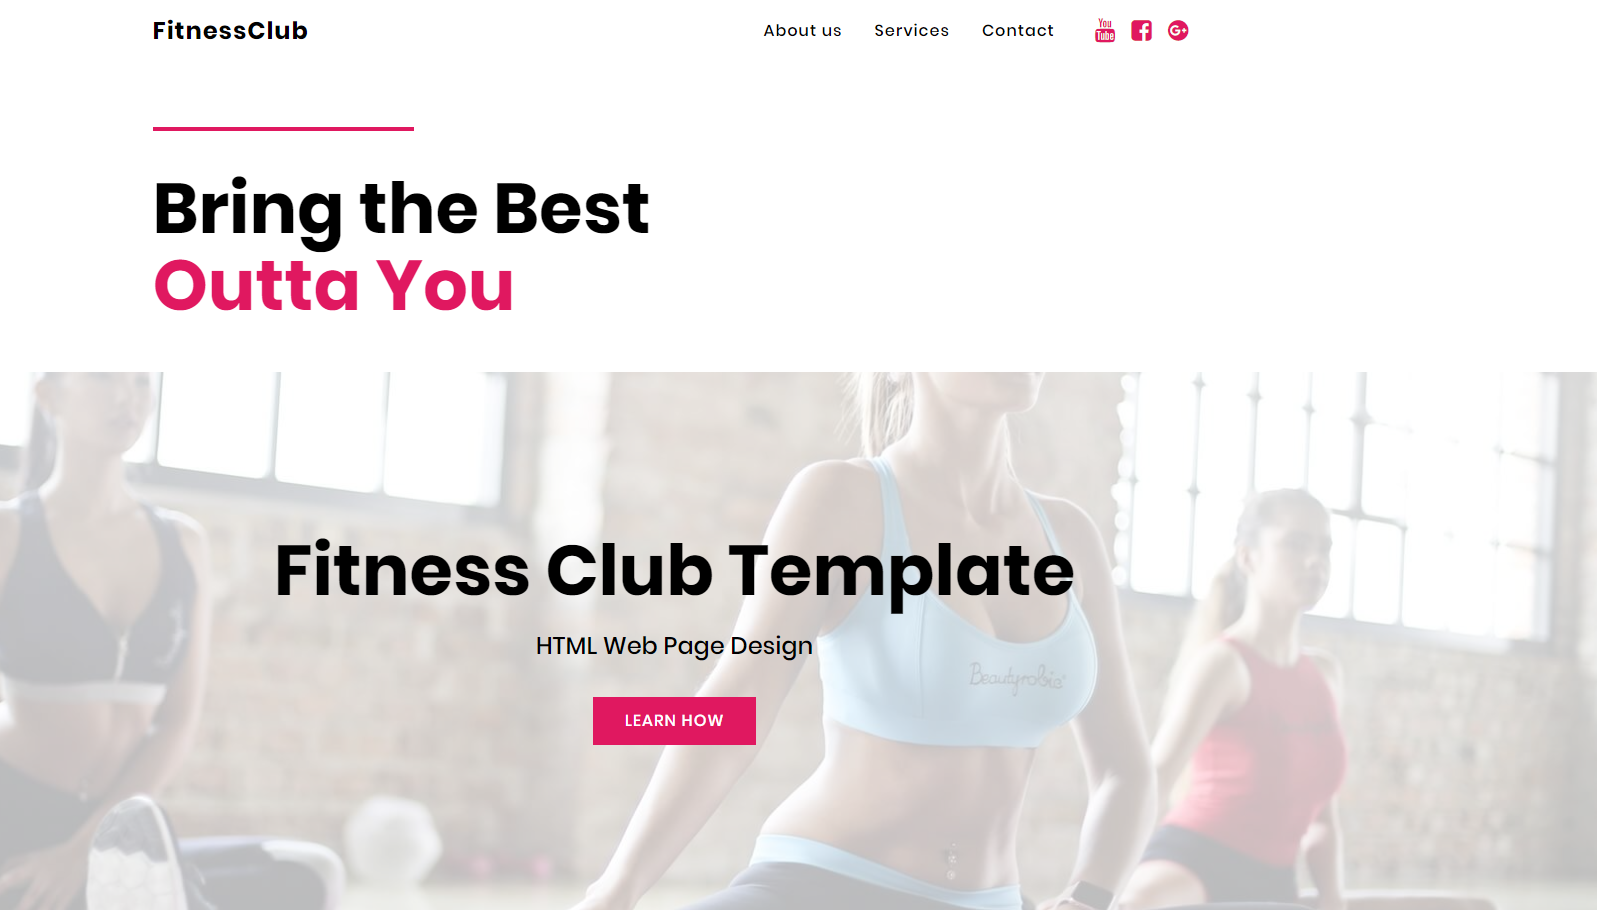 FitnessClub
About us Services Contact You Tube
Bring the Best
Outta You
Fitness Club Template
HTML Web Page Design
Beautyrobic
LEARN HOW